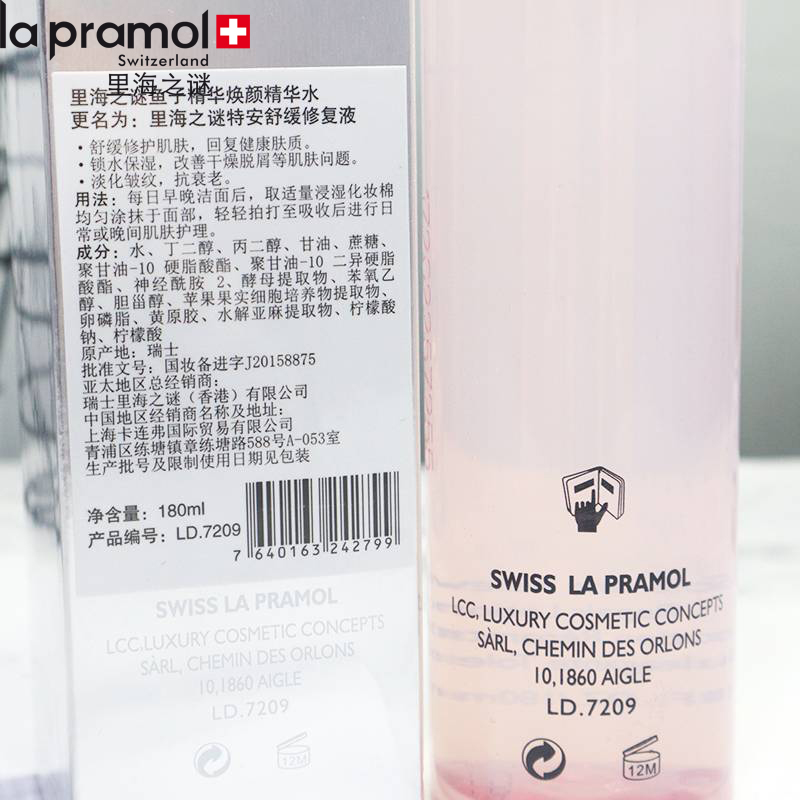 la pramol
Switzerland
里海之谜
里海之谜鱼子精华焕颜精华水
更名为：里海之谜特安舒缓修复液
·舒缓修护肌肤，回复健康肤质。
·锁水保湿，改善干燥脱屑等肌肤问题。
·淡化皱纹，抗衰老。
用法：每日早晚洁面后，取适量浸湿化妆棉
均匀涂抹于面部，轻轻拍打至吸收后进行日
常或晚间肌肤护理。
成分：水、丁二醇、丙二醇、甘油、蔗糖、
聚甘油-10 硬脂酸酯、聚甘油-10 二异硬脂
酸酯、神经酰胺 2、酵母提取物、苯氧乙
醇、胆甾醇、苹果果实细胞培养物提取物、
卵磷脂、黄原胶、水解亚麻提取物、柠檬酸
钠、柠檬酸
原产地：瑞士
批准文号：国妆备进字J20158875
亚太地区总经销商：
瑞士里海之谜（香港）有限公司
中国地区经销商名称及地址：
上海卡连弗国际贸易有限公司
青浦区练塘镇章练塘路588号A-053室
生产批号及限制使用日期见包装
净含量：180ml
产品编号：LD.7209
7 640163 242799
SWISS LA PRAMOL
LCC.LUXURY COSMETIC CONCEPTS
SÀRL, CHEMIN DES ORLONS
10,1860 AIGLE
LD.7209
12M
SWISS LA PRAMOL
LCC, LUXURY COSMETIC CONCEPTS
SÀRL, CHEMIN DES ORLONS
10,1860 AIGLE
LD.7209
12M